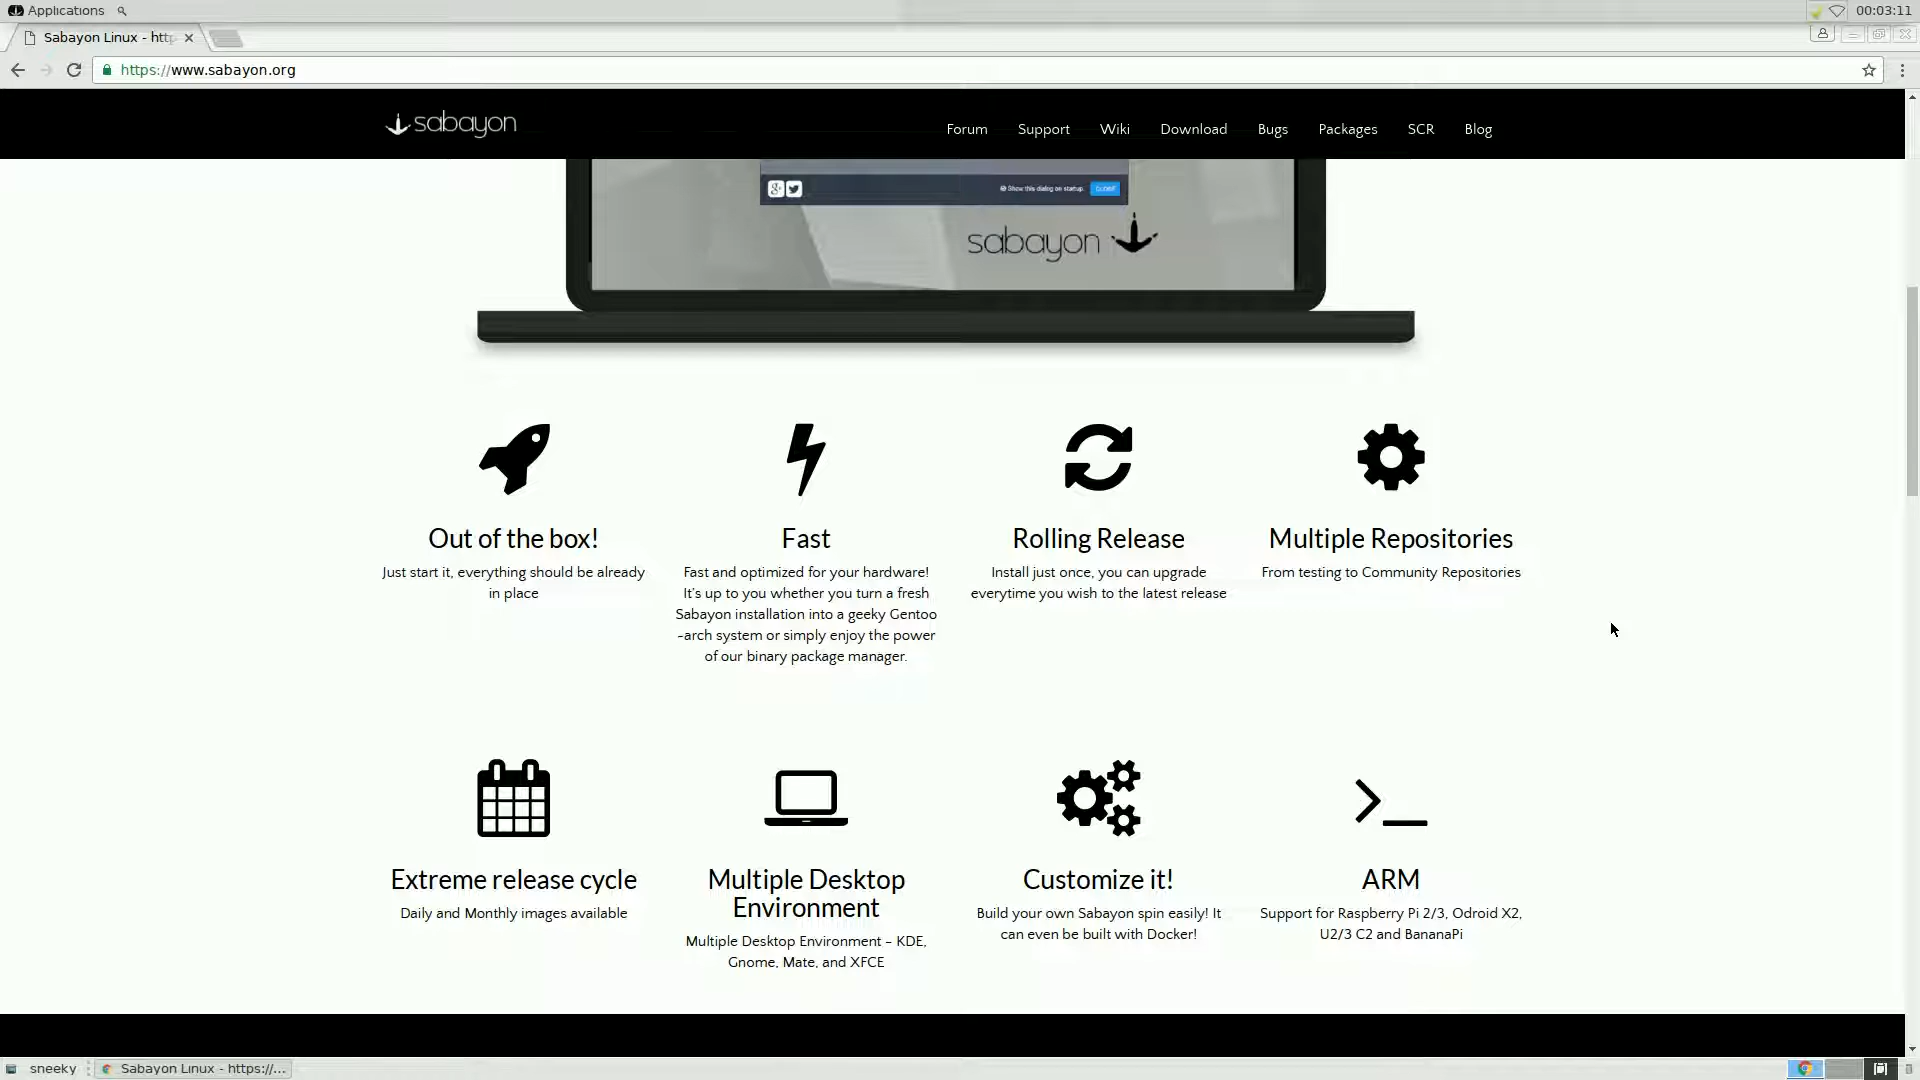 Applications
00:03:11
Sabayon Linux - http
https://www.sabayon.org
sabayon
Forum Support Wiki Download Bugs Packages SCR Blog
Show this dialog on startup.
sabayon
Out of the box!
Just start it, everything should be already
in place
Fast
Fast and optimized for your hardware!
It's up to you whether you turn a fresh
Sabayon installation into a geeky Gentoo
-arch system or simply enjoy the power
of our binary package manager.
Rolling Release
Install just once, you can upgrade
everytime you wish to the latest release
Multiple Repositories
From testing to Community Repositories
Extreme release cycle
Daily and Monthly images available
Multiple Desktop
Environment
Multiple Desktop Environment – KDE,
Gnome, Mate, and XFCE
Customize it!
Build your own Sabayon spin easily! It
can even be built with Docker!
ARM
Support for Raspberry Pi 2/3, Odroid X2,
U2/3 C2 and BananaPi
sneeky
Sabayon Linux - https://...